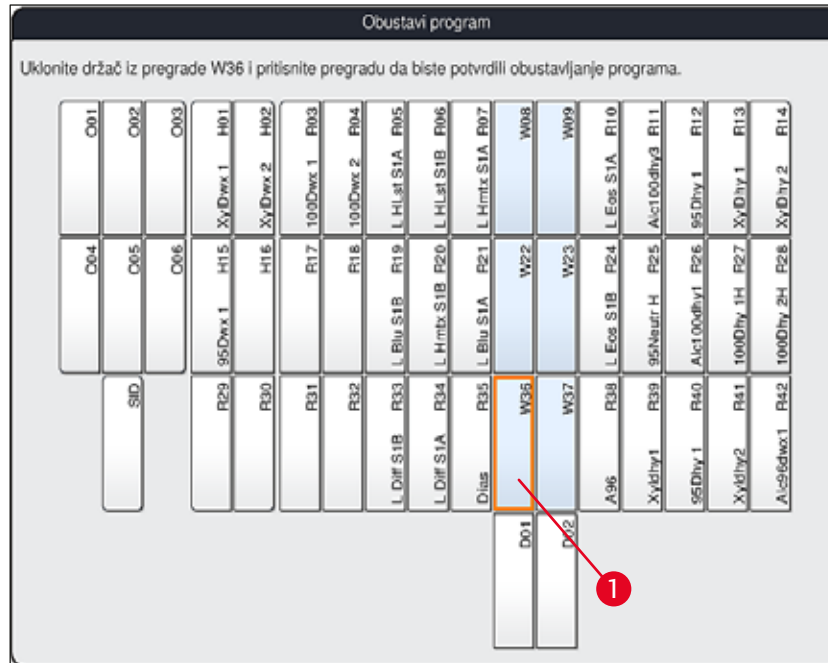 Obustavi program
Uklonite držač iz pregrade W36 i pritisnite pregradu da biste potvrdili obustavljanje programa.
O01
O02
O03
XylDwx 1 H01
XylDwx 2 H02
100Dwx 1 R03
100Dwx 2 R04
L HLst S1A R05
L HLst S1B R06
L Hmtx S1A R07
W08
W09
L Eos S1A R10
Alc100dhy3 R11
95Dhy 1 R12
XylDhy 1 R13
XylDhy 2 R14
O04
O05
O06
95Dwx 1 H15
H16
R17
R18
L Blu S1B R19
L Hmtx S1B R20
L Blu S1A R21
W22
W23
L Eos S1B R24
95Neutr H R25
Alc100dhy1 R26
100Dhy 1H R27
100Dhy 2H R28
SID
R29
R30
R31
R32
L Diff S1B R33
L Diff S1A R34
Dias R35
W36
W37
A96 R38
Xyldhy1 R39
95Dhy 1 R40
Xyldhy2 R41
Alc96dwx1 R42
D01
D02
1